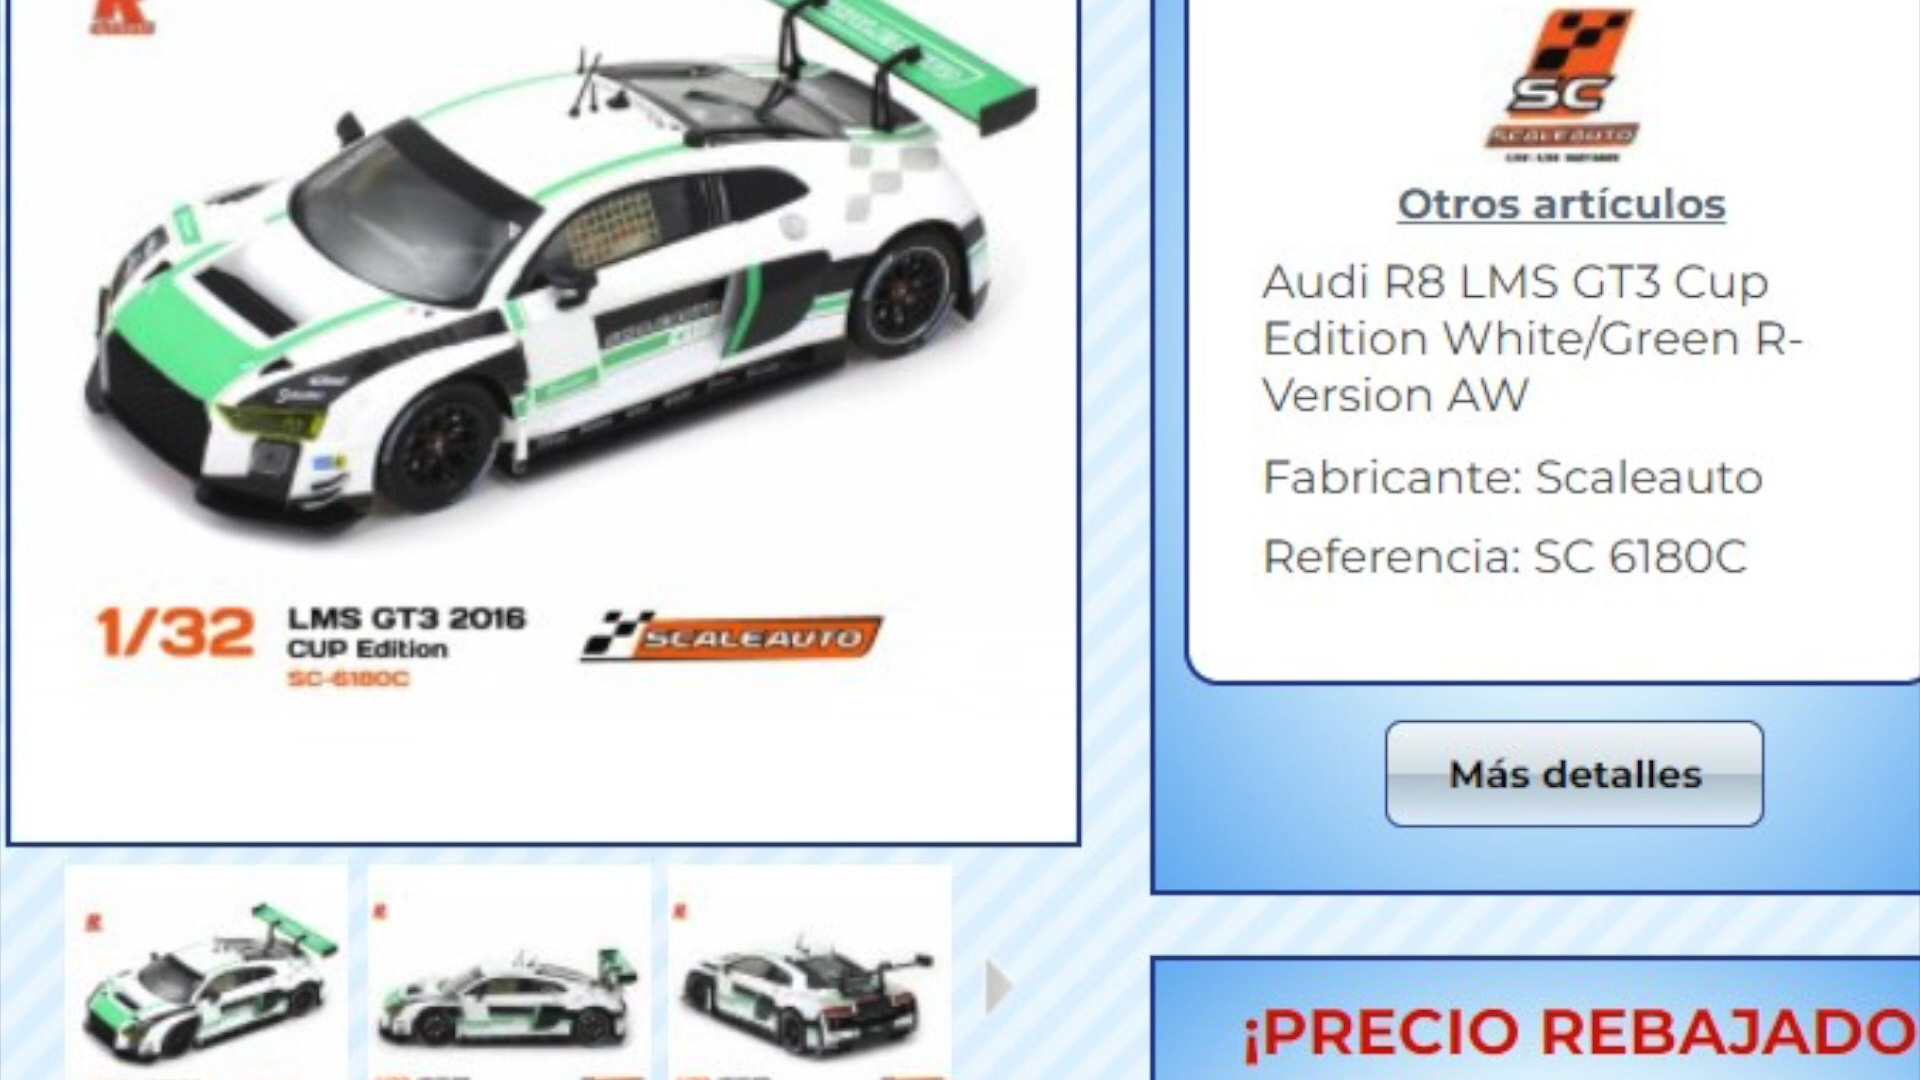 1/32
LMS GT3 2016
CUP Edition
SC-6180C
SCALEAUTO
SC
SCALEAUTO
Otros artículos
Audi R8 LMS GT3 Cup
Edition White/Green R-
Version AW
Fabricante: Scaleauto
Referencia: SC 6180C
Más detalles
¡PRECIO REBAJADO